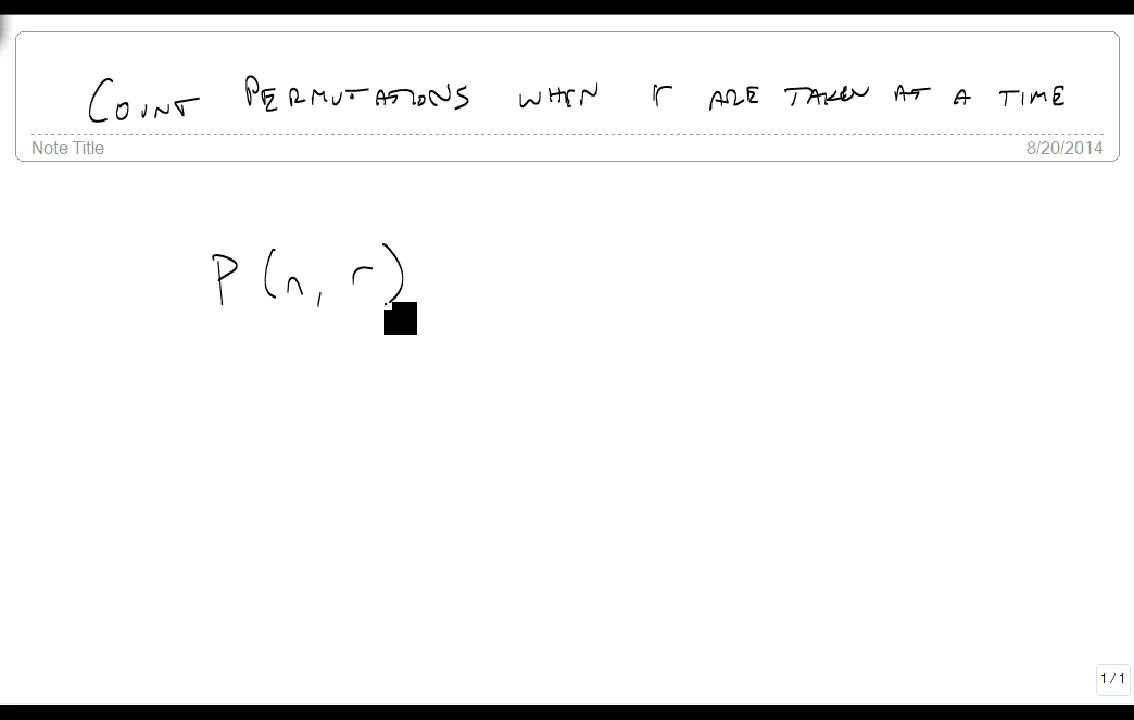 COUNT PERMUTATIONS WHEN r ARE TAKEN AT A TIME
Note Title
8/20/2014
P(n, r)
1/1